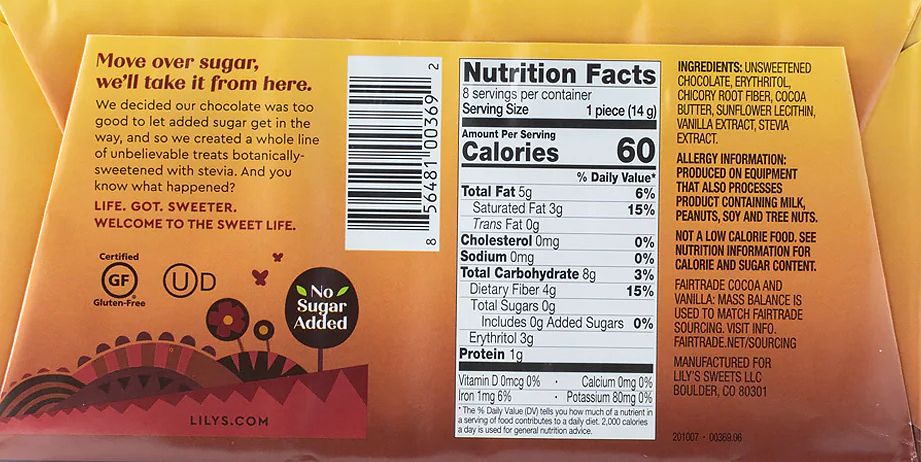 Move over sugar,
we'll take it from here.
We decided our chocolate was too
good to let added sugar get in the
way, and so we created a whole line
of unbelievable treats botanically-
sweetened with stevia. And you
know what happened?
LIFE. GOT. SWEETER.
WELCOME TO THE SWEET LIFE.
Certified
GF
Gluten-Free
U D
No
Sugar
Added
LILYS.COM
8 56481 00369 2
Nutrition Facts
8 servings per container
Serving Size 1 piece (14 g)
Amount Per Serving
Calories 60
% Daily Value*
Total Fat 5g 6%
Saturated Fat 3g 15%
Trans Fat 0g
Cholesterol 0mg 0%
Sodium 0mg 0%
Total Carbohydrate 8g 3%
Dietary Fiber 4g 15%
Total Sugars 0g
Includes 0g Added Sugars 0%
Erythritol 3g
Protein 1g
Vitamin D 0mcg 0% • Calcium 0mg 0%
Iron 1mg 6% • Potassium 80mg 0%
* The % Daily Value (DV) tells you how much of a nutrient in
a serving of food contributes to a daily diet. 2,000 calories
a day is used for general nutrition advice.
INGREDIENTS: UNSWEETENED
CHOCOLATE, ERYTHRITOL,
CHICORY ROOT FIBER, COCOA
BUTTER, SUNFLOWER LECITHIN,
VANILLA EXTRACT, STEVIA
EXTRACT.
ALLERGY INFORMATION:
PRODUCED ON EQUIPMENT
THAT ALSO PROCESSES
PRODUCT CONTAINING MILK,
PEANUTS, SOY AND TREE NUTS.
NOT A LOW CALORIE FOOD. SEE
NUTRITION INFORMATION FOR
CALORIE AND SUGAR CONTENT.
FAIRTRADE COCOA AND
VANILLA: MASS BALANCE IS
USED TO MATCH FAIRTRADE
SOURCING. VISIT INFO.
FAIRTRADE.NET/SOURCING
MANUFACTURED FOR
LILY'S SWEETS LLC
BOULDER, CO 80301
201007 • 00369.06